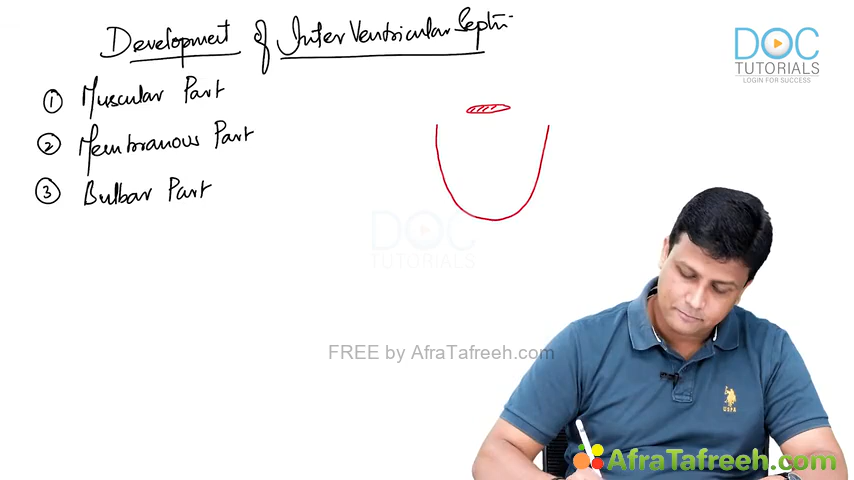 Development of Inter Ventricular Septu
① Muscular Part
② Membranous Part
③ Bulbar Part
DOC
TUTORIALS
LOGIN FOR SUCCESS
DOC
TUTORIALS
FREE by AfraTafreeh.com
USPA
AfraTafreeh.com